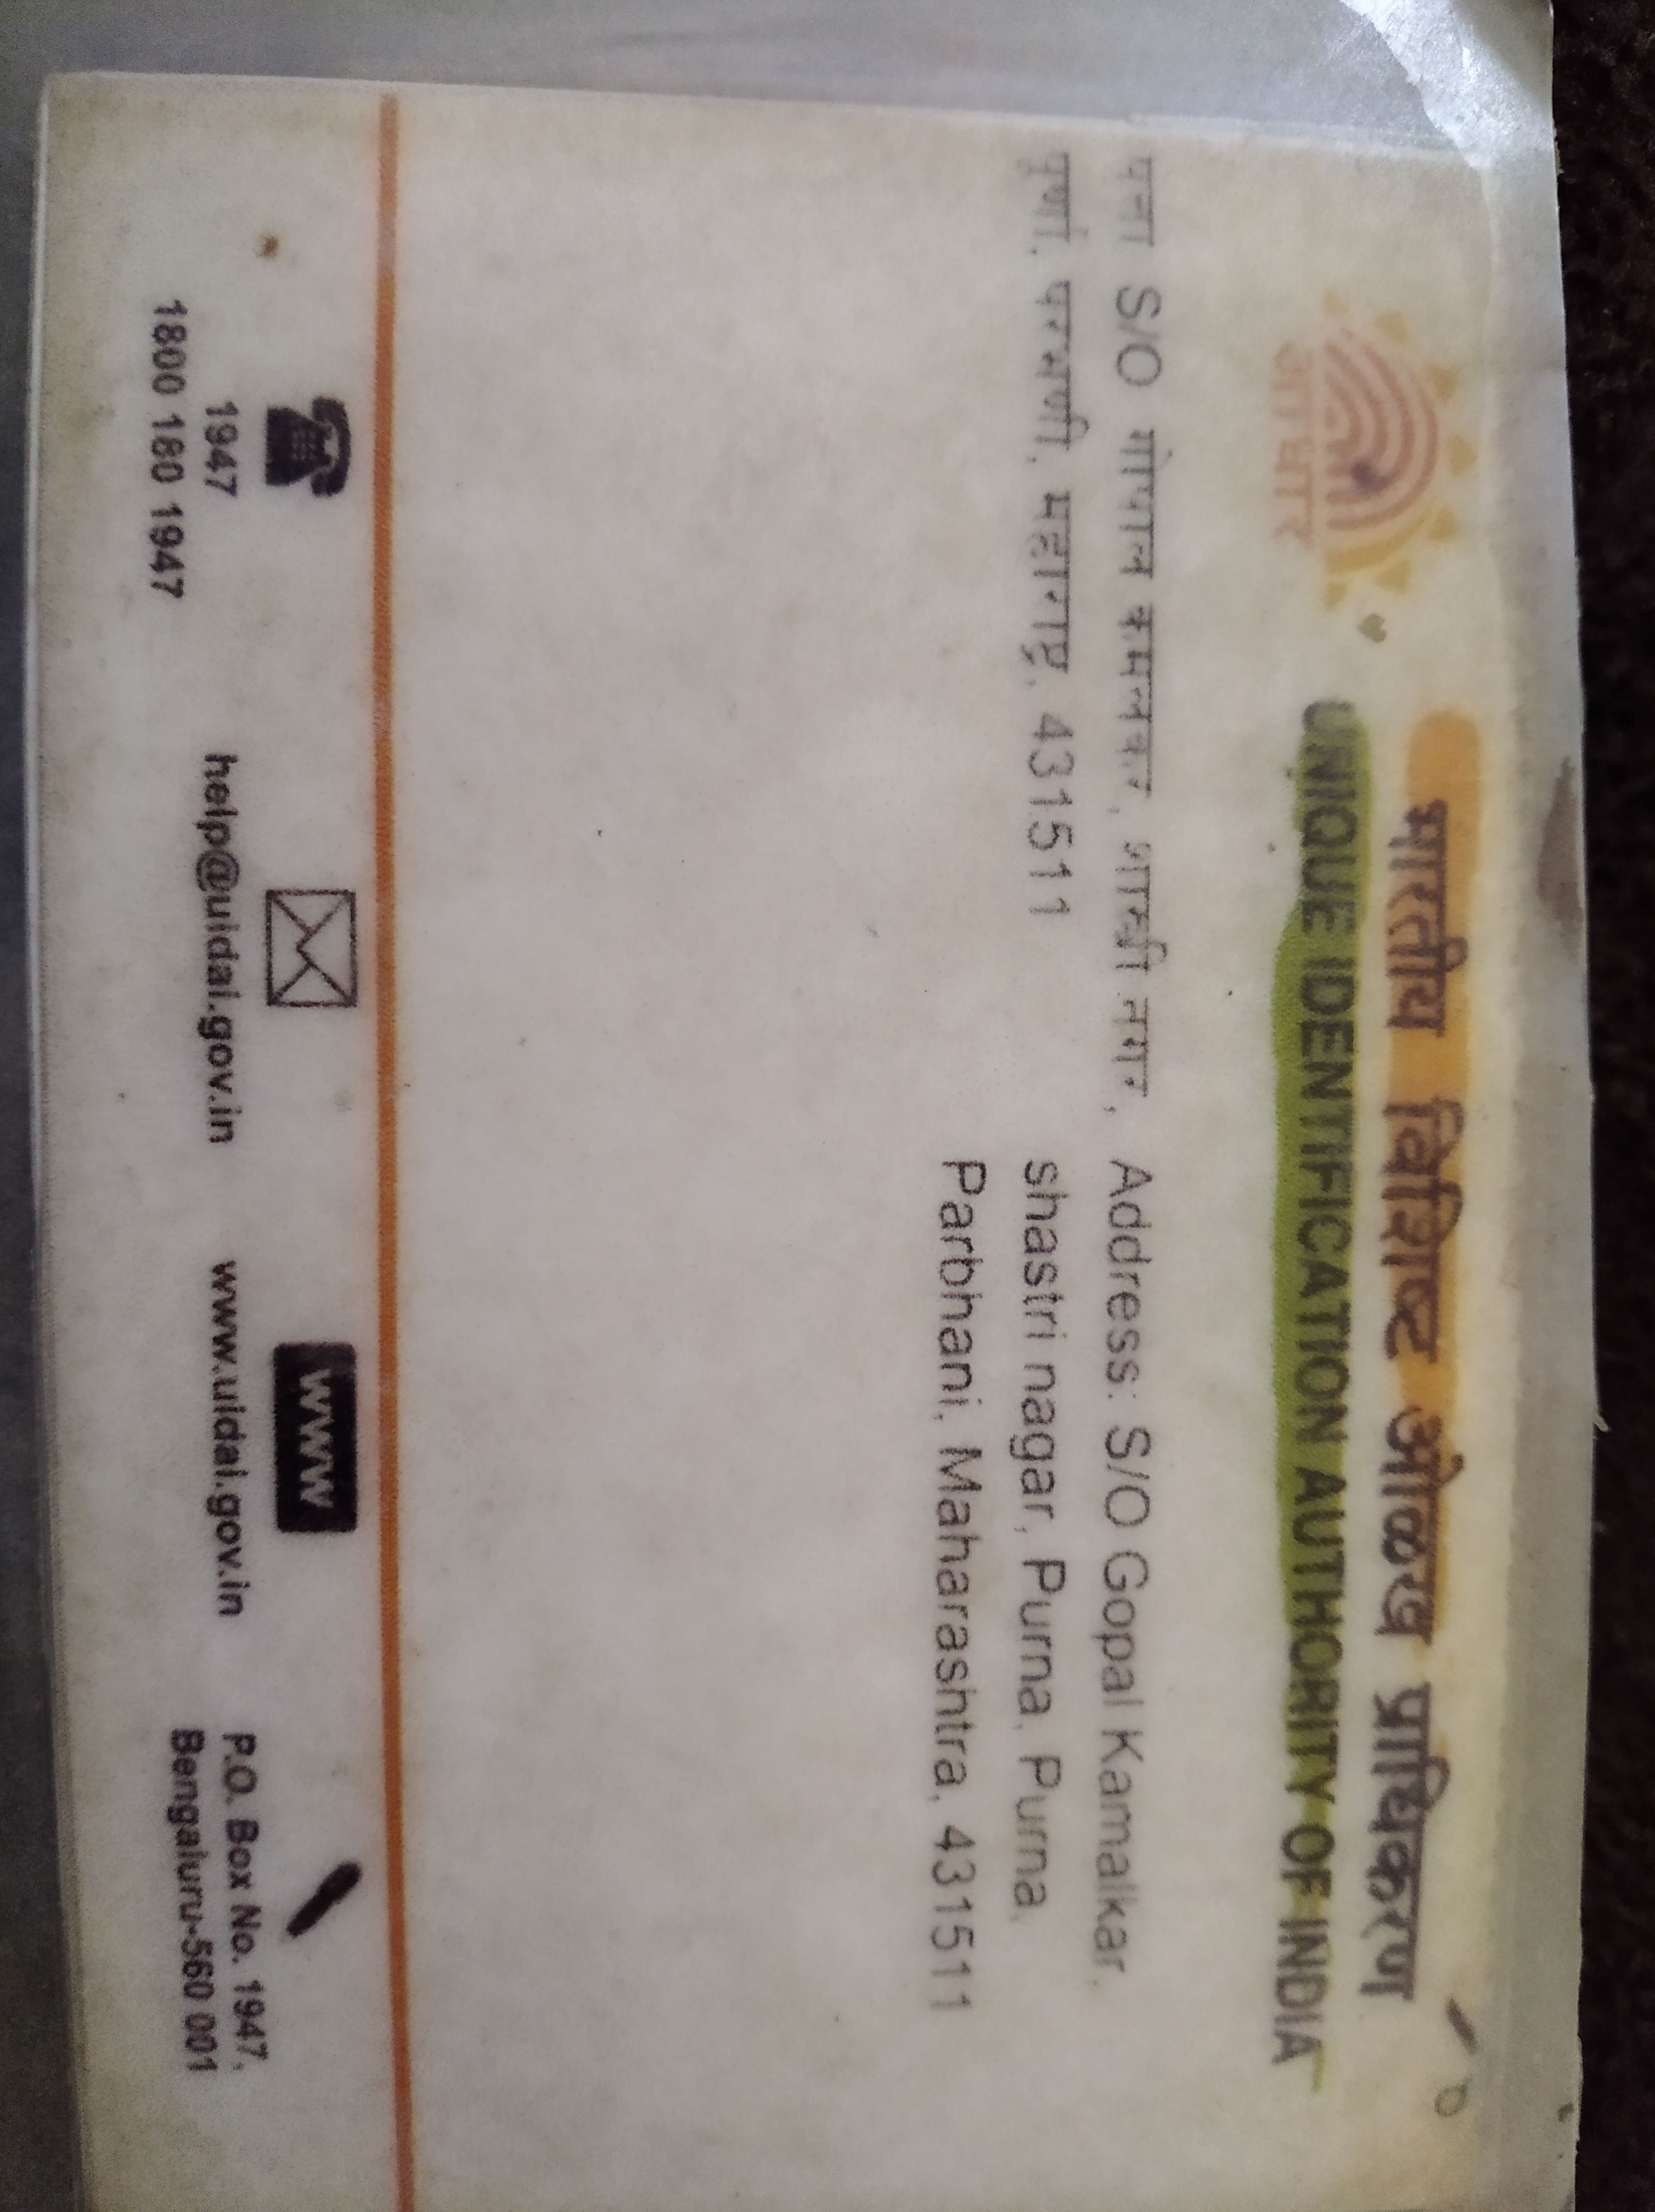 भारतीय विशिष्ट ओळख प्राधिकरण
UNIQUE IDENTIFICATION AUTHORITY OF INDIA
आधार
पत्ता S/O गोपाल कमलकर, शास्त्री नगर,
पूर्णा, परभणी, महाराष्ट्र, 431511
Address: S/O Gopal Kamalkar,
shastri nagar, Purna, Purna,
Parbhani, Maharashtra, 431511
1947
1800 180 1947
help@uidai.gov.in
www
www.uidai.gov.in
P.O. Box No. 1947,
Bengaluru-560 001